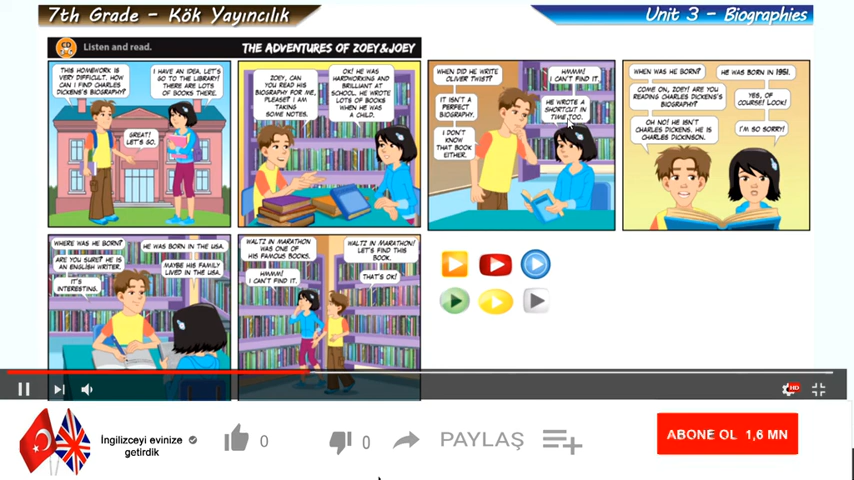 7th Grade – Kök Yayıncılık
Unit 3 – Biographies
CD
Listen and read.
THE ADVENTURES OF ZOEY&JOEY
THIS HOMEWORK IS
VERY DIFFICULT. HOW
CAN I FIND CHARLES
DICKENS'S BIOGRAPHY?
I HAVE AN IDEA. LET'S
GO TO THE LIBRARY!
THERE ARE LOTS
OF BOOKS THERE.
GREAT!
LET'S GO.
ZOEY, CAN
YOU READ HIS
BIOGRAPHY FOR ME,
PLEASE? I AM
TAKING
SOME NOTES.
OK! HE WAS
HARDWORKING AND
BRILLIANT AT
SCHOOL. HE WROTE
LOTS OF BOOKS
WHEN HE WAS
A CHILD.
WHEN DID HE WRITE
OLIVER TWIST?
HMMM!
I CAN'T FIND IT.
IT ISN'T A
PERFECT
BIOGRAPHY.
HE WROTE A
SHORTCUT IN
TIME TOO.
I DON'T
KNOW
THAT BOOK
EITHER.
WHEN WAS HE BORN?
HE WAS BORN IN 1951.
COME ON, ZOEY! ARE YOU
READING CHARLES DICKENS'S
BIOGRAPHY?
YES, OF
COURSE! LOOK!
OH NO! HE ISN'T
CHARLES DICKENS. HE IS
CHARLES DICKINSON.
I'M SO SORRY!
WHERE WAS HE BORN?
HE WAS BORN IN THE USA.
ARE YOU SURE? HE IS
AN ENGLISH WRITER.
MAYBE HIS FAMILY
LIVED IN THE USA.
IT'S
INTERESTING.
WALTZ IN MARATHON
WAS ONE OF
HIS FAMOUS BOOKS.
WALTZ IN MARATHON!
LET'S FIND THIS
BOOK.
HMMM!
I CAN'T FIND IT.
THAT'S OK!
HD
İngilizceyi evinize
getirdik
0
0
PAYLAŞ
ABONE OL 1,6 MN